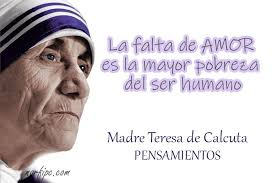 La falta de AMOR
es la mayor pobreza
del ser humano
Madre Teresa de Calcuta
PENSAMIENTOS